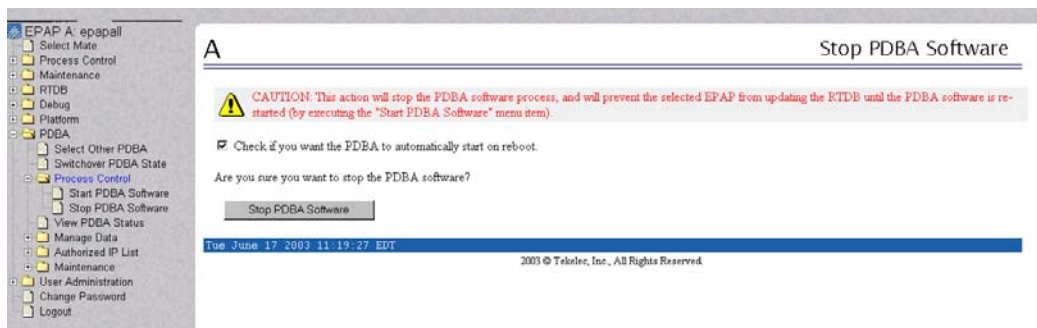 EPAP A: epapall
Select Mate
Process Control
Maintenance
RTDB
Debug
Platform
PDBA
Select Other PDBA
Switchover PDBA State
Process Control
Start PDBA Software
Stop PDBA Software
View PDBA Status
Manage Data
Authorized IP List
Maintenance
User Administration
Change Password
Logout
A
Stop PDBA Software
CAUTION: This action will stop the PDBA software process, and will prevent the selected EPAP from updating the RTDB until the PDBA software is re-
started (by executing the "Start PDBA Software" menu item).
Check if you want the PDBA to automatically start on reboot.
Are you sure you want to stop the PDBA software?
Stop PDBA Software
Tue June 17 2003 11:19:27 EDT
2003 © Tekelec, Inc., All Rights Reserved.